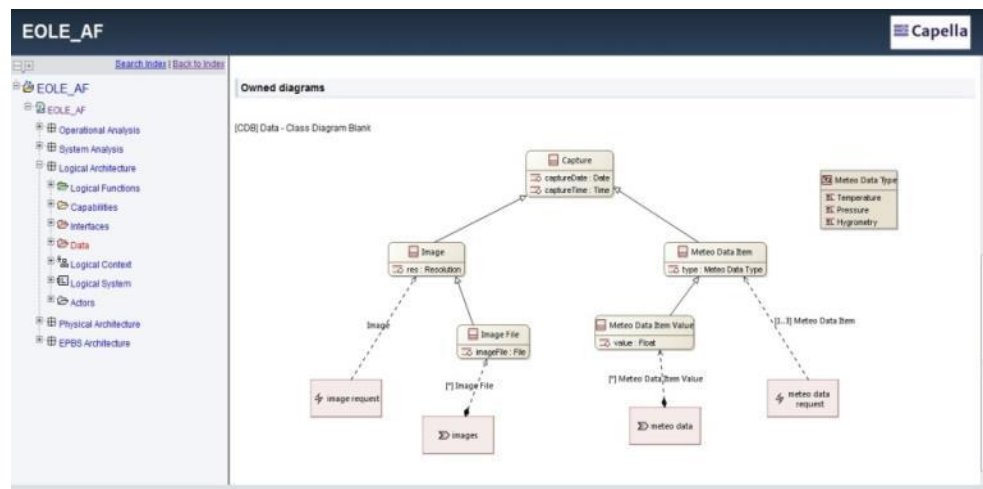 EOLE_AF
Capella
Search Index | Back to Index
EOLE_AF
EOLE_AF
Operational Analysis
System Analysis
Logical Architecture
Logical Functions
Capabilities
Interfaces
Data
Logical Context
Logical System
Actors
Physical Architecture
EPBS Architecture
Owned diagrams
[CDB] Data - Class Diagram Blank
Capture
captureDate : Date
captureTime : Time
Meteo Data Type
Temperature
Pressure
Hygrometry
Image
res : Resolution
Meteo Data Item
type : Meteo Data Type
Image
Image File
imageFile : File
Meteo Data Item Value
value : Float
[1..3] Meteo Data Item
[*] Image File
[*] Meteo Data Item Value
image request
images
meteo data
meteo data
request